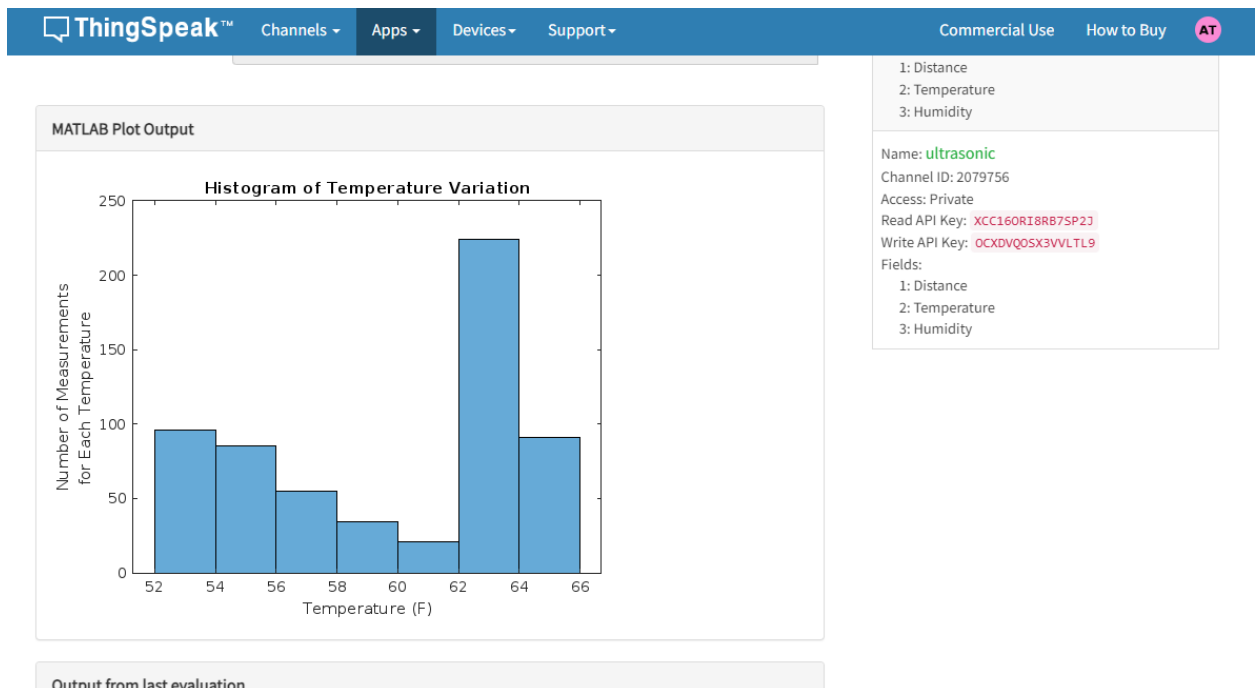 ThingSpeak™ Channels Apps Devices Support Commercial Use How to Buy AT
MATLAB Plot Output
Histogram of Temperature Variation
250
200
150
100
50
0
Number of Measurements
for Each Temperature
52 54 56 58 60 62 64 66
Temperature (F)
Output from last evaluation
1: Distance
2: Temperature
3: Humidity
Name: ultrasonic
Channel ID: 2079756
Access: Private
Read API Key: XCC16ORI8RB7SP2J
Write API Key: OCXDVQOSX3VVLTL9
Fields:
1: Distance
2: Temperature
3: Humidity